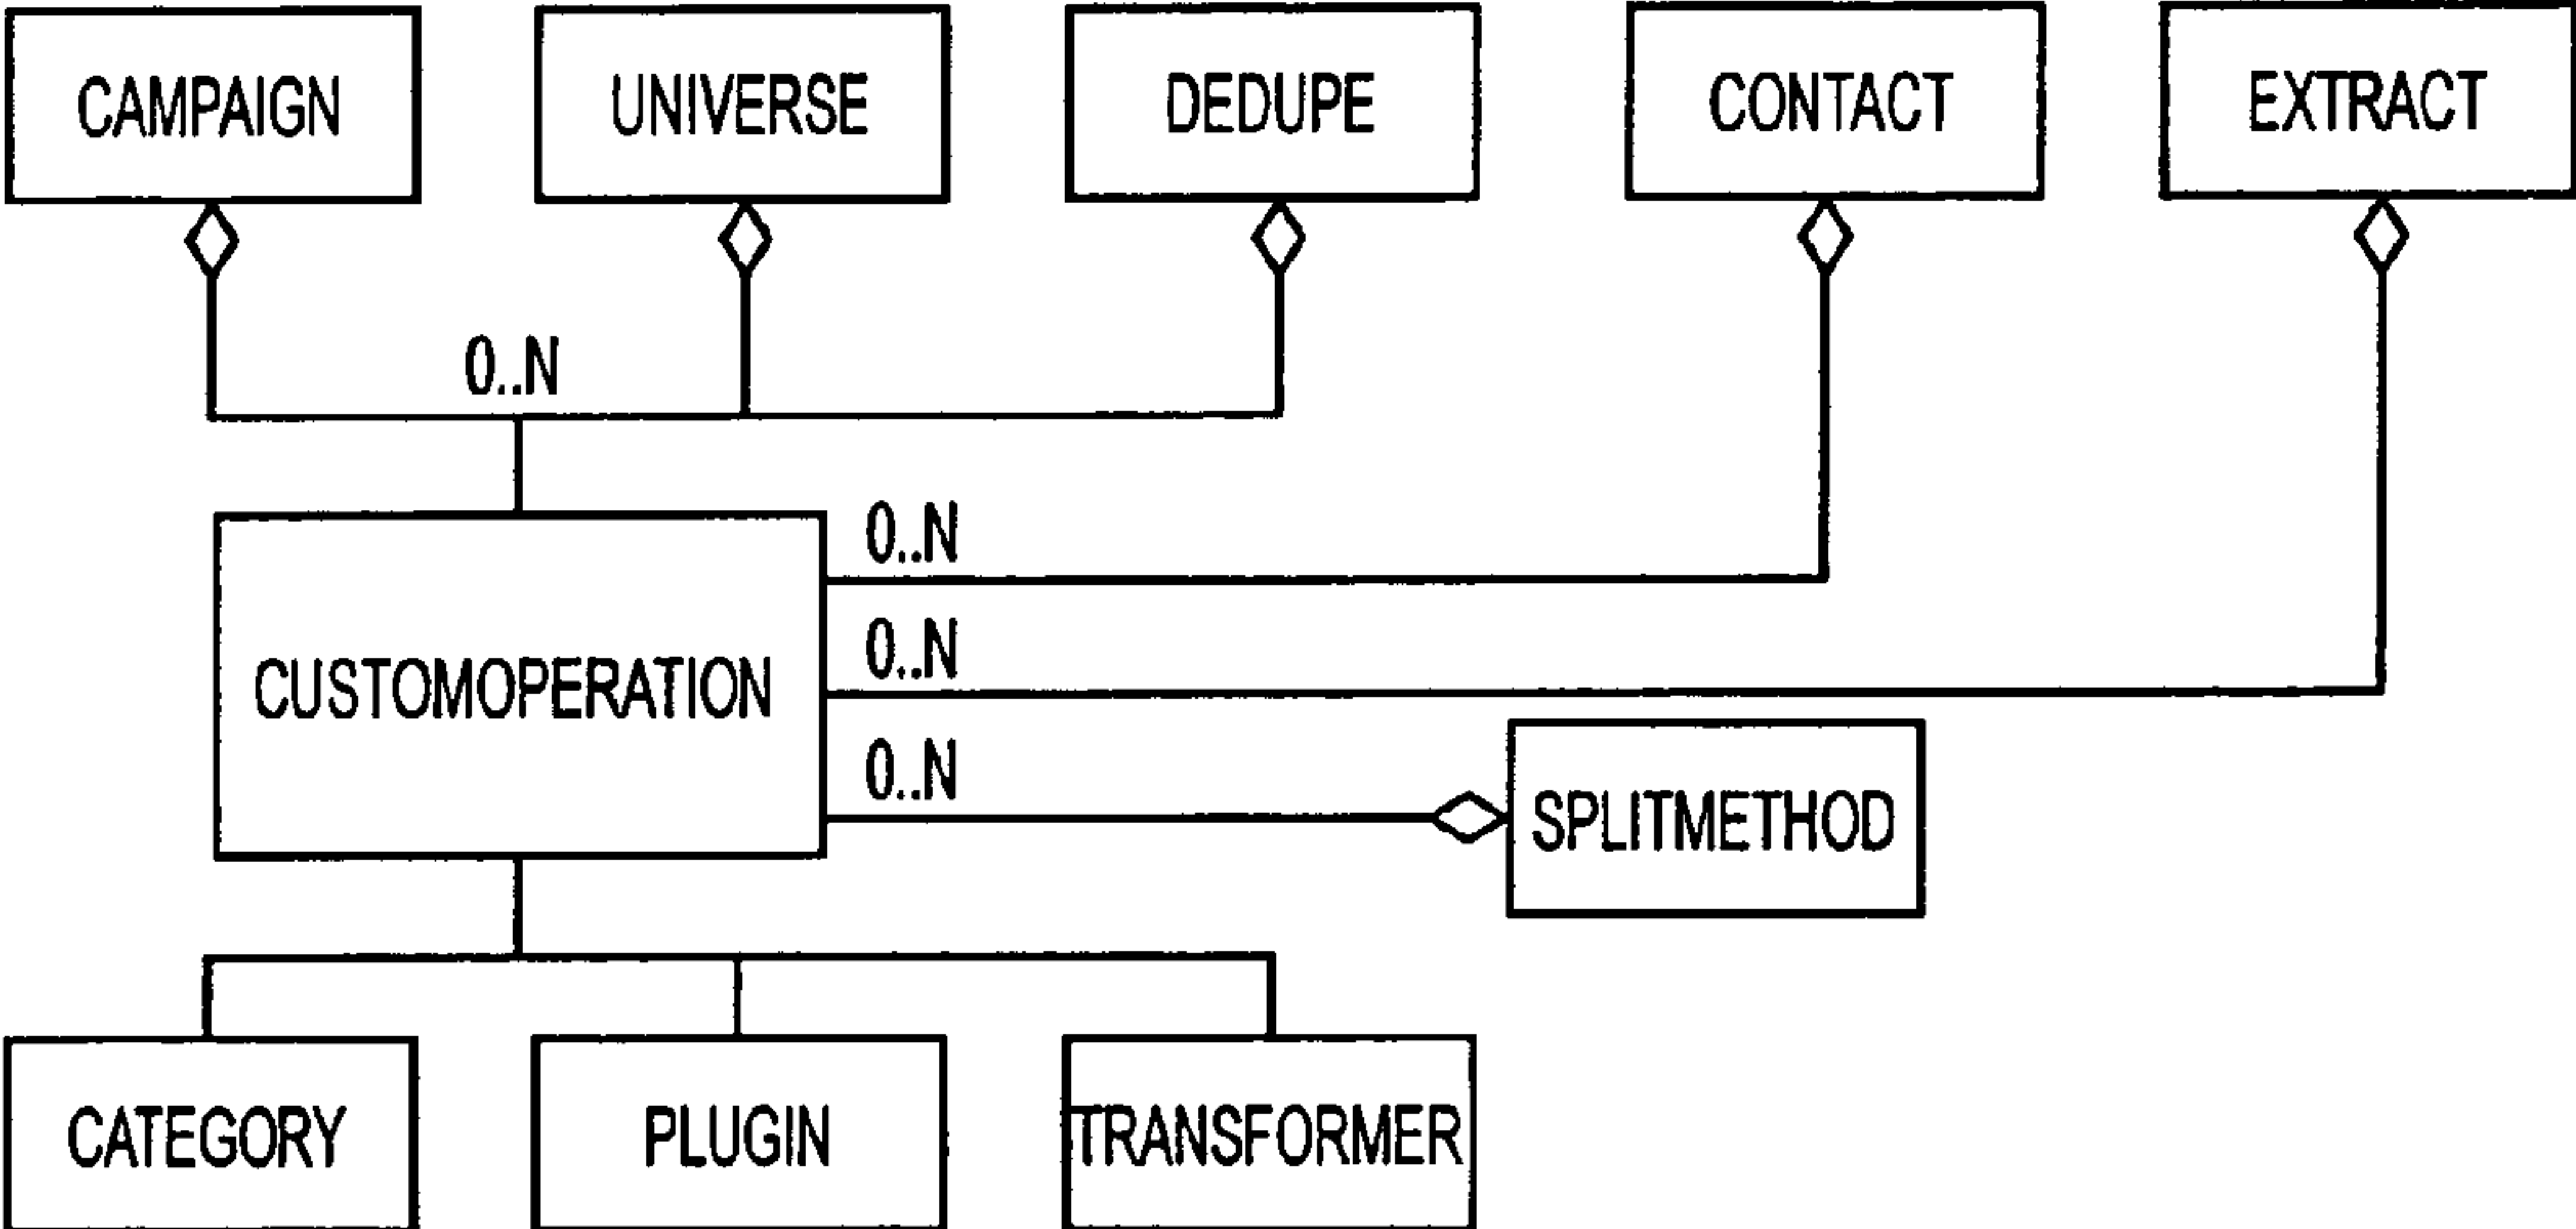 CAMPAIGN
UNIVERSE
DEDUPE
CONTACT
EXTRACT
0..N
0..N
0..N
CUSTOMOPERATION
0..N
SPLITMETHOD
CATEGORY
PLUGIN
TRANSFORMER